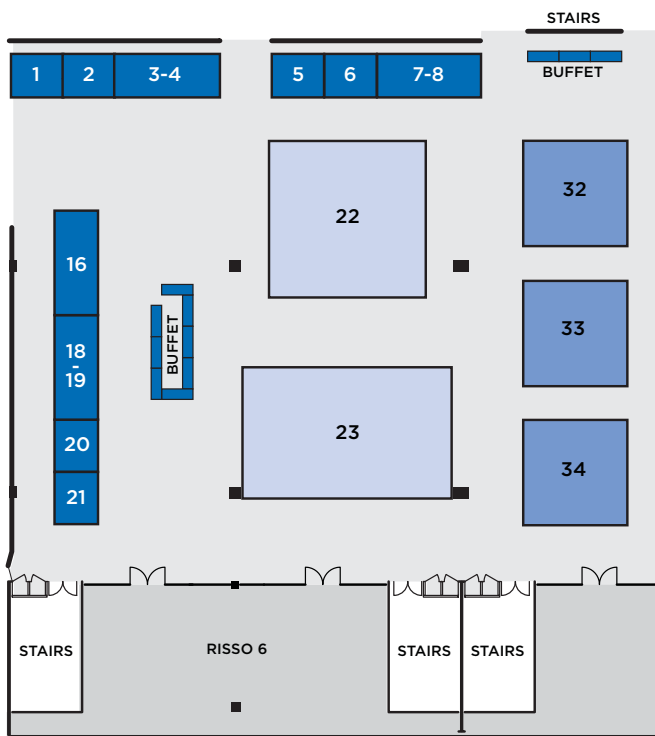 STAIRS
1
2
3-4
5
6
7-8
BUFFET
32
22
16
33
18
-
19
BUFFET
23
20
34
21
STAIRS
RISSO 6
STAIRS
STAIRS